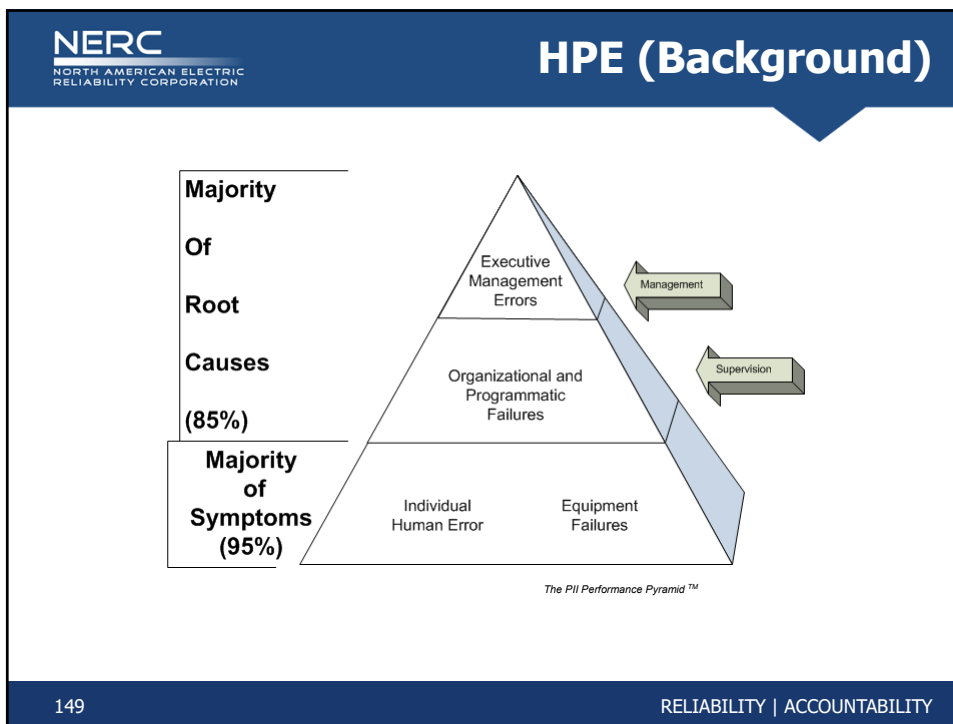 NERC
NORTH AMERICAN ELECTRIC
RELIABILITY CORPORATION
HPE (Background)
Majority
Of
Root
Causes
(85%)
Majority
of
Symptoms
(95%)
Executive
Management
Errors
Organizational and
Programmatic
Failures
Individual
Human Error
Equipment
Failures
Management
Supervision
The PII Performance Pyramid TM
149
RELIABILITY | ACCOUNTABILITY